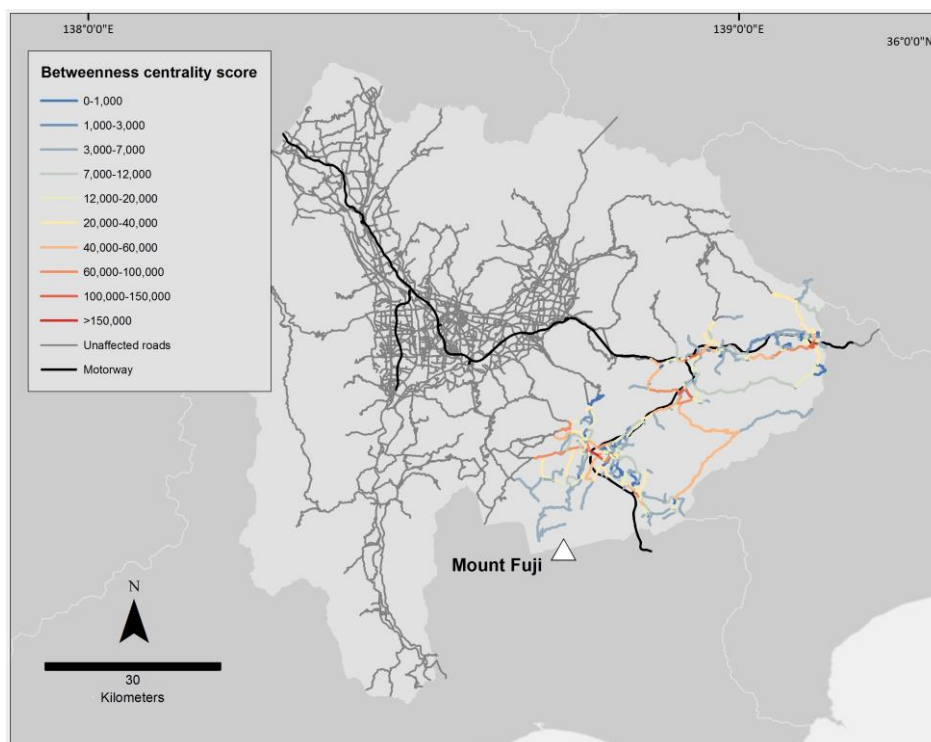 138°0'0"E
139°0'0"E
36°0'0"N
Betweenness centrality score
0-1,000
1,000-3,000
3,000-7,000
7,000-12,000
12,000-20,000
20,000-40,000
40,000-60,000
60,000-100,000
100,000-150,000
>150,000
Unaffected roads
Motorway
Mount Fuji
N
30
Kilometers